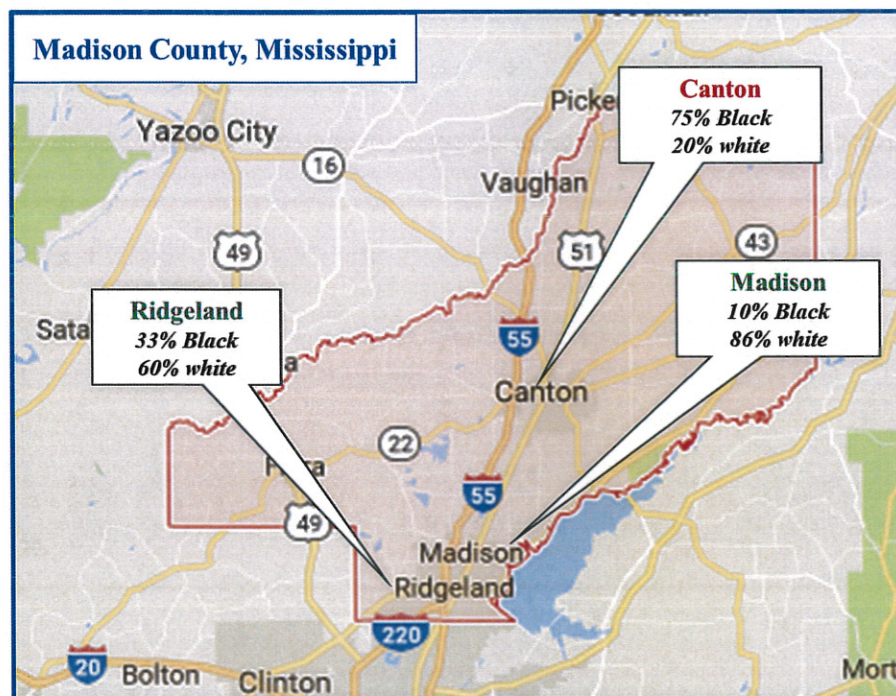 Madison County, Mississippi
Canton
75% Black
20% white
Yazoo City
16
Vaughan
49
51
43
Madison
10% Black
86% white
Ridgeland
33% Black
60% white
55
Canton
22
55
49
Madison
Ridgeland
220
20
Bolton
Clinton